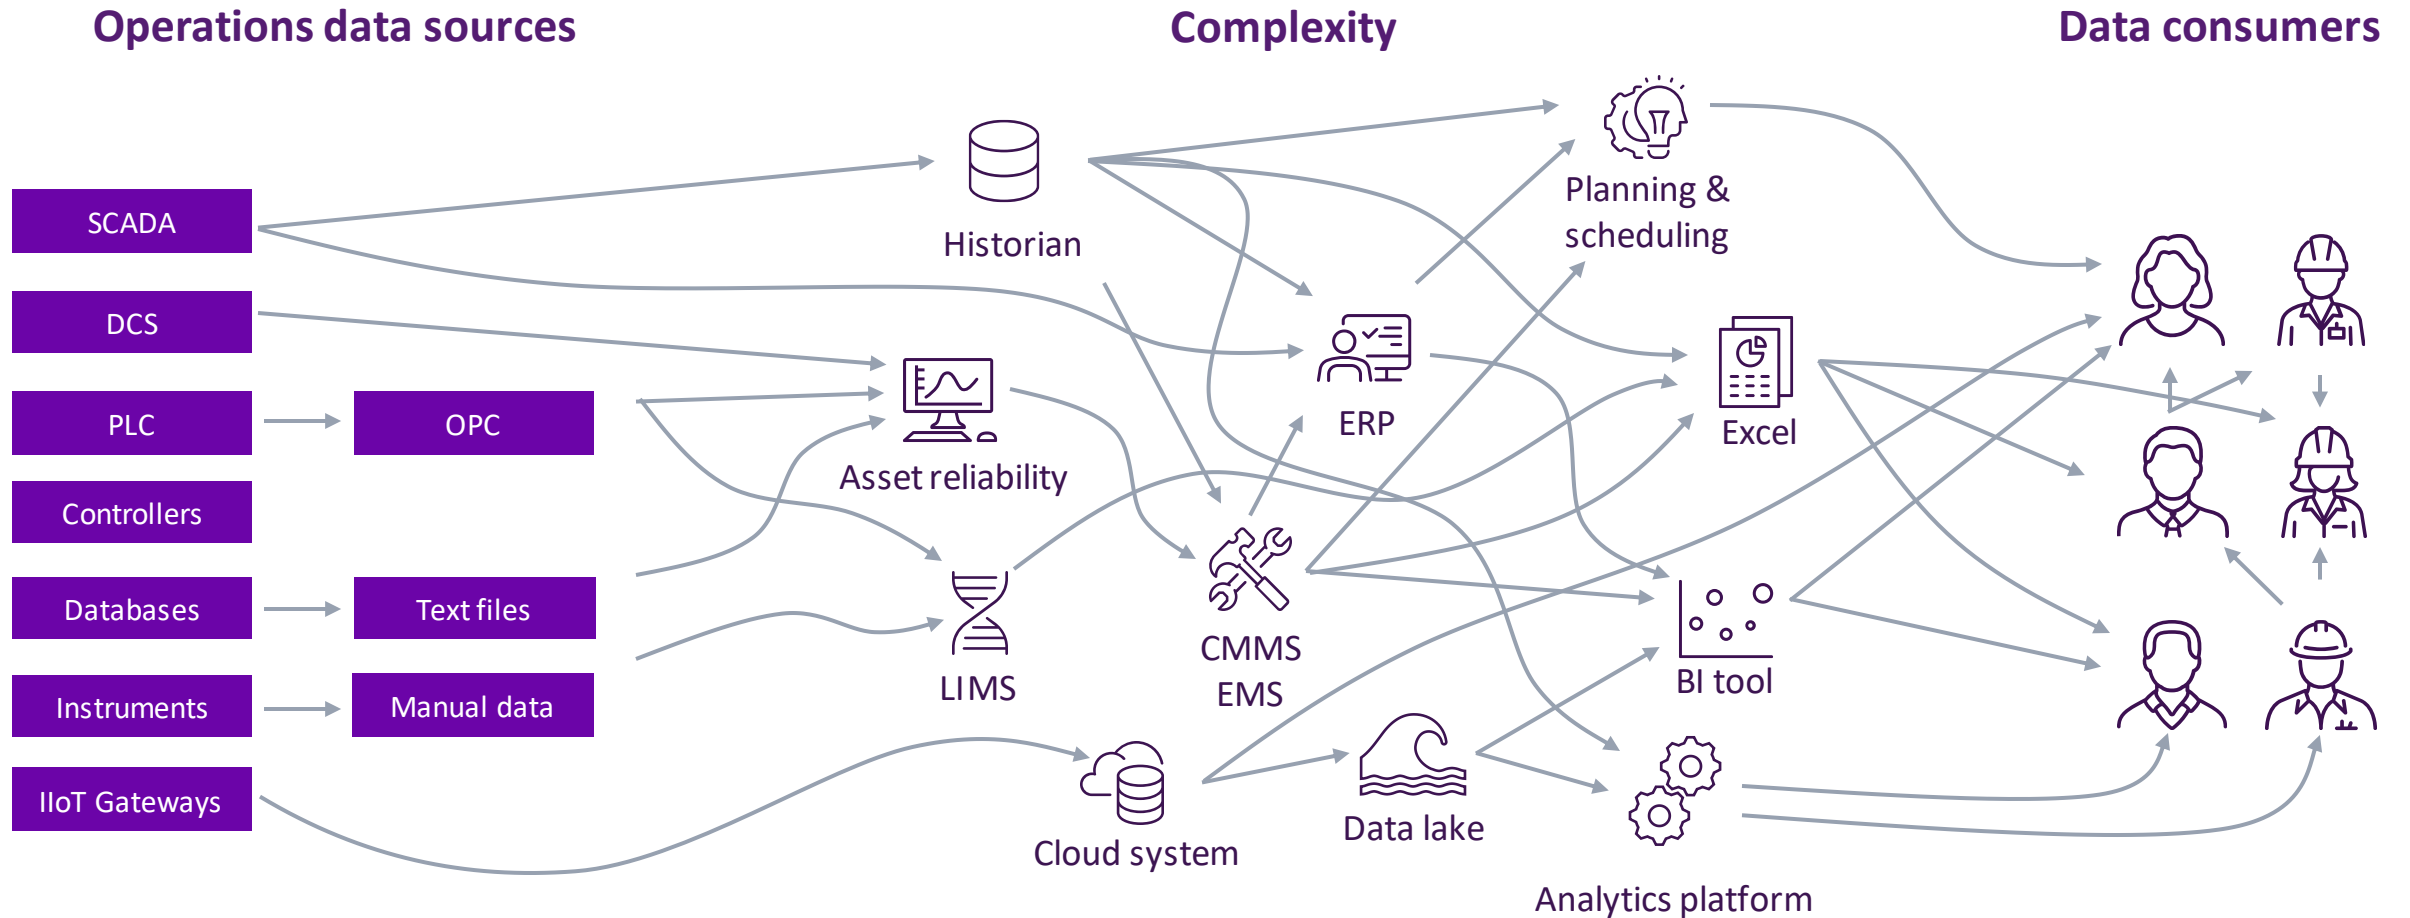 Operations data sources
Complexity
Data consumers
SCADA
DCS
PLC
OPC
Controllers
Databases
Text files
Instruments
Manual data
IIoT Gateways
Historian
Asset reliability
LIMS
Cloud system
ERP
CMMS
EMS
Data lake
Planning &
scheduling
Excel
BI tool
Analytics platform